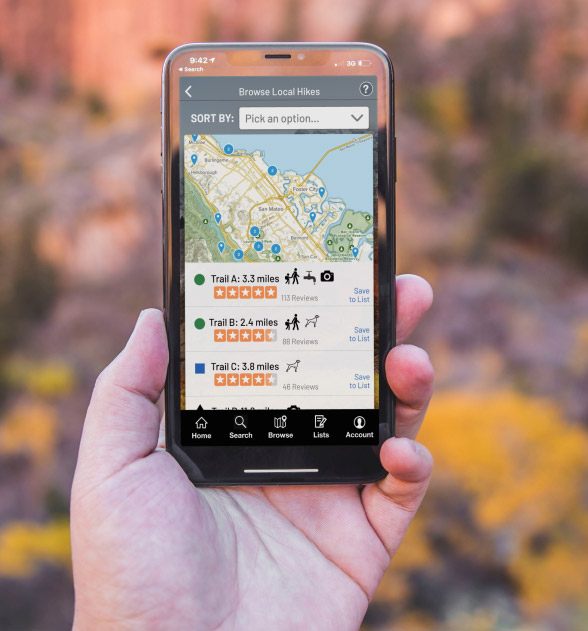 9:42
3G
Search
Browse Local Hikes
?
SORT BY: Pick an option...
Burlingame
Hillsborough
Foster City
San Mateo
Belmont
San Car
Trail A: 3.3 miles
113 Reviews
Save
to List
Trail B: 2.4 miles
88 Reviews
Save
to List
Trail C: 3.8 miles
46 Reviews
Save
to List
Home Search Browse Lists Account